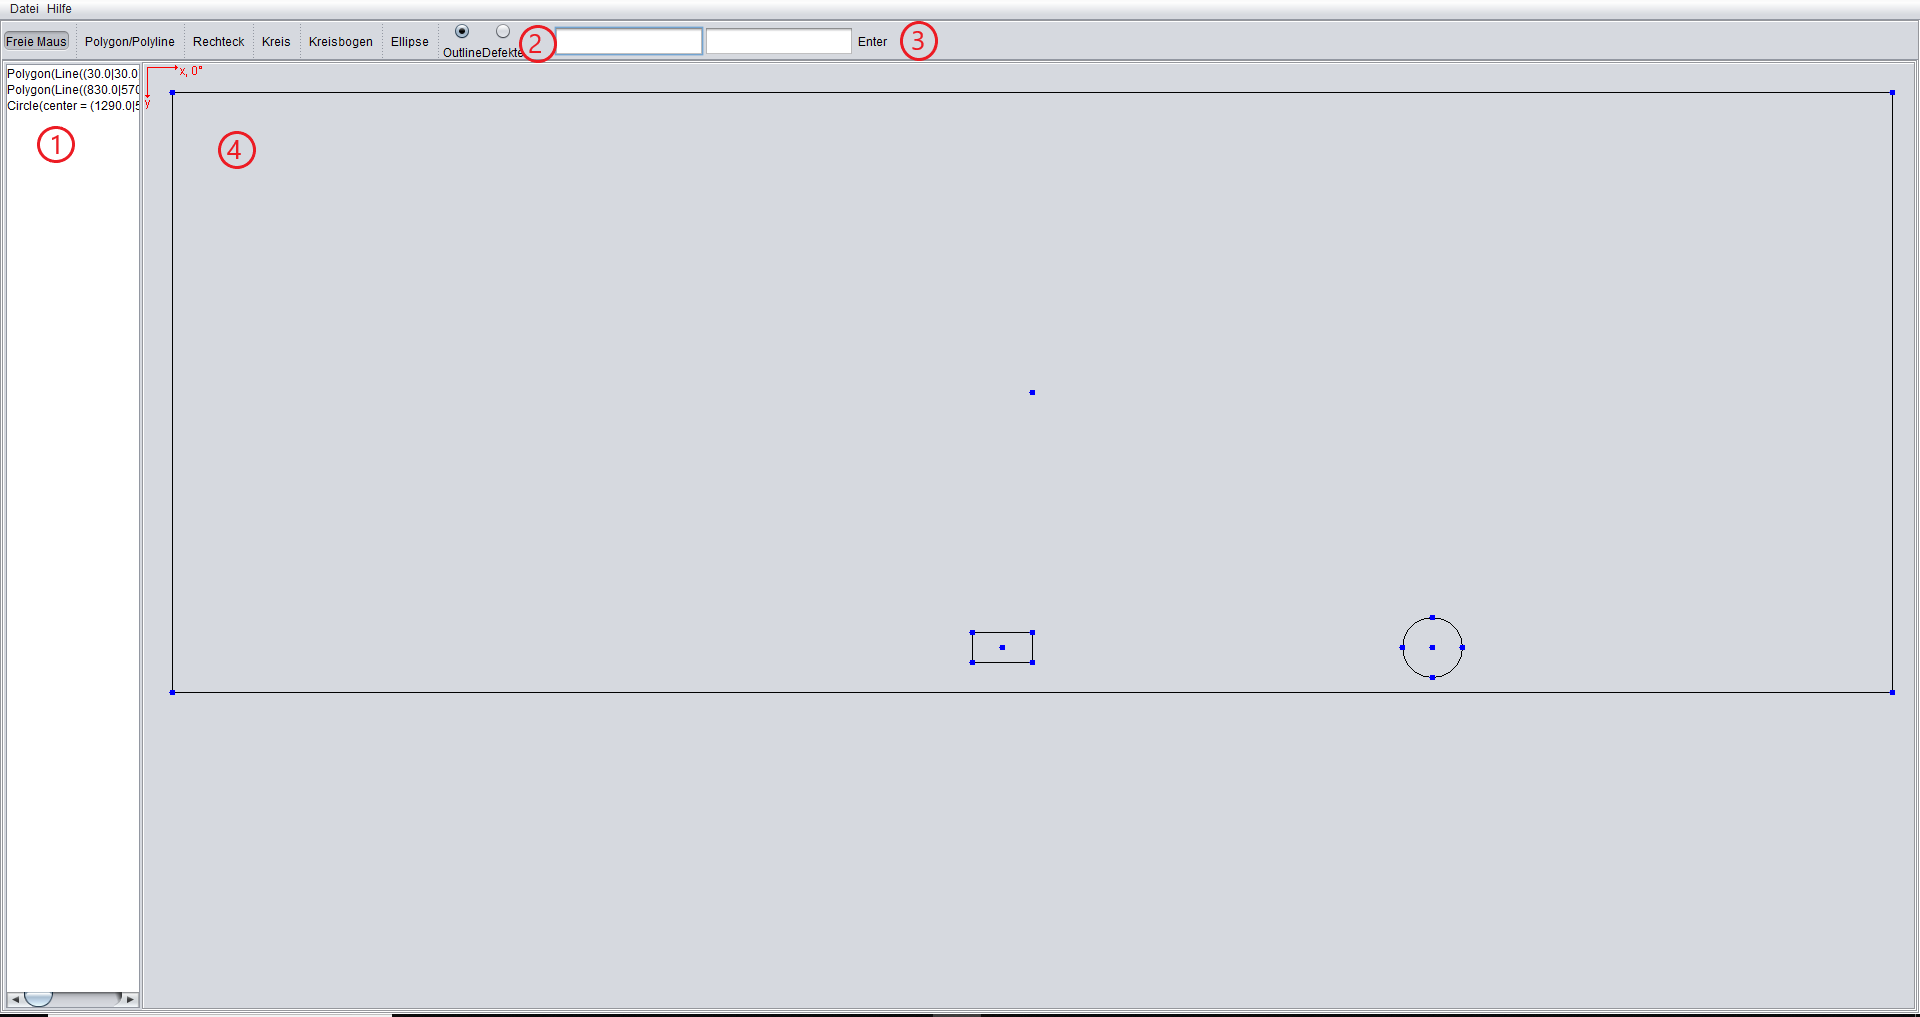 Datei Hilfe
Freie Maus Polygon/Polyline Rechteck Kreis Kreisbogen Ellipse Outline Defekte 2 Enter 3
Polygon(Line((30.0|30.0
Polygon(Line((830.0|570
Circle(center = (1290.0|5
x, 0°
y
1
4